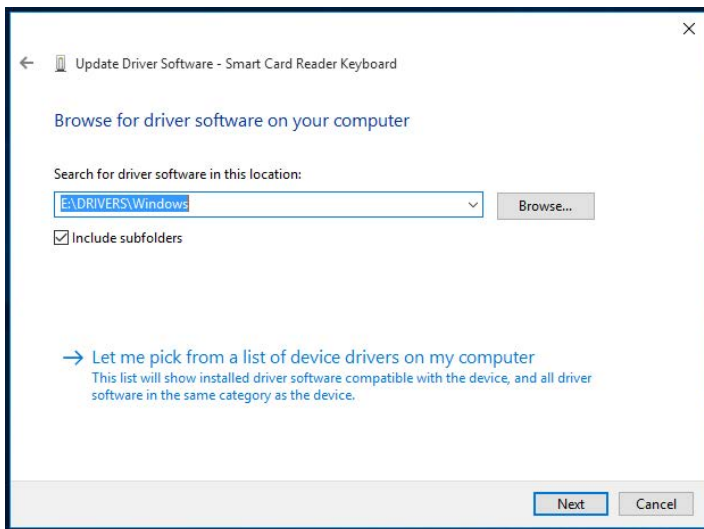 Update Driver Software - Smart Card Reader Keyboard
Browse for driver software on your computer
Search for driver software in this location:
E:\DRIVERS\Windows
Browse...
Include subfolders
Let me pick from a list of device drivers on my computer
This list will show installed driver software compatible with the device, and all driver
software in the same category as the device.
Next
Cancel